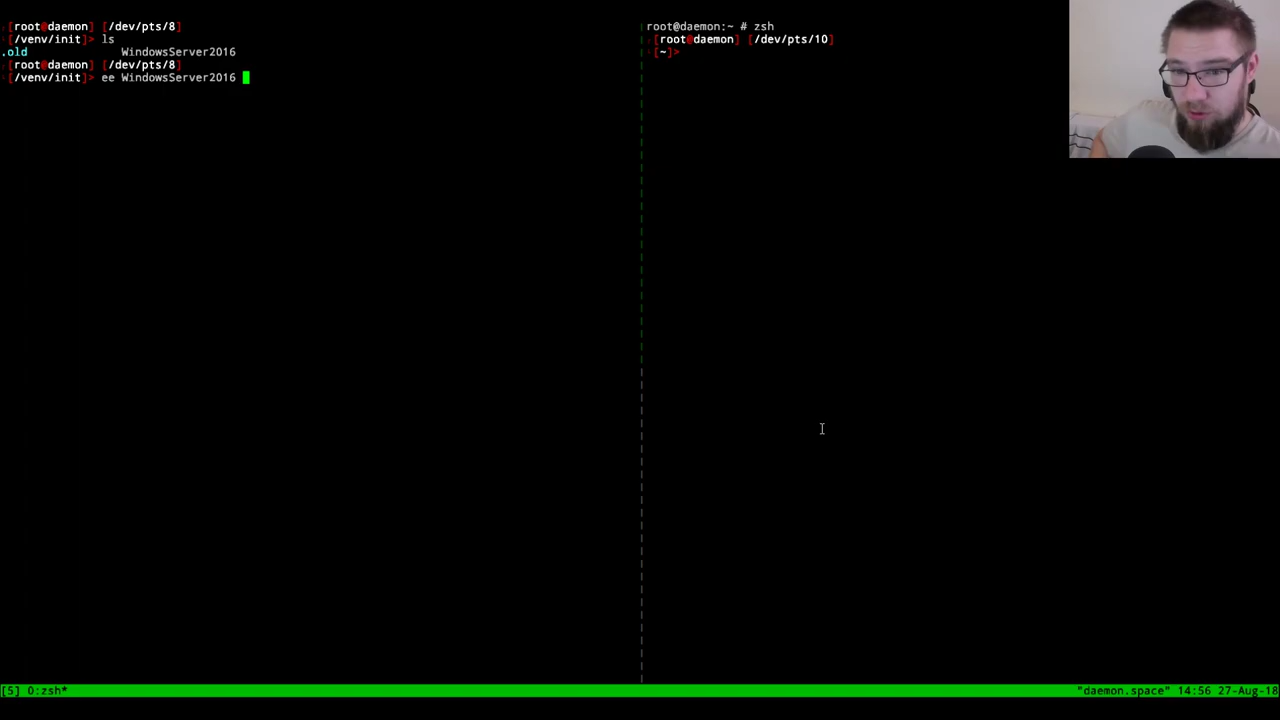 [root@daemon] [/dev/pts/8]
[/venv/init]> ls
.old WindowsServer2016
[root@daemon] [/dev/pts/8]
[/venv/init]> ee WindowsServer2016
root@daemon:~ # zsh
[root@daemon] [/dev/pts/10]
[~]>
[5] 0:zsh* "daemon.space" 14:56 27-Aug-18